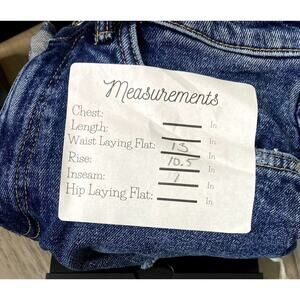 Measurements
Chest: In
Length: In
Waist Laying Flat: 13 In
Rise: 10.5 In
Inseam: 1 In
Hip Laying Flat: In